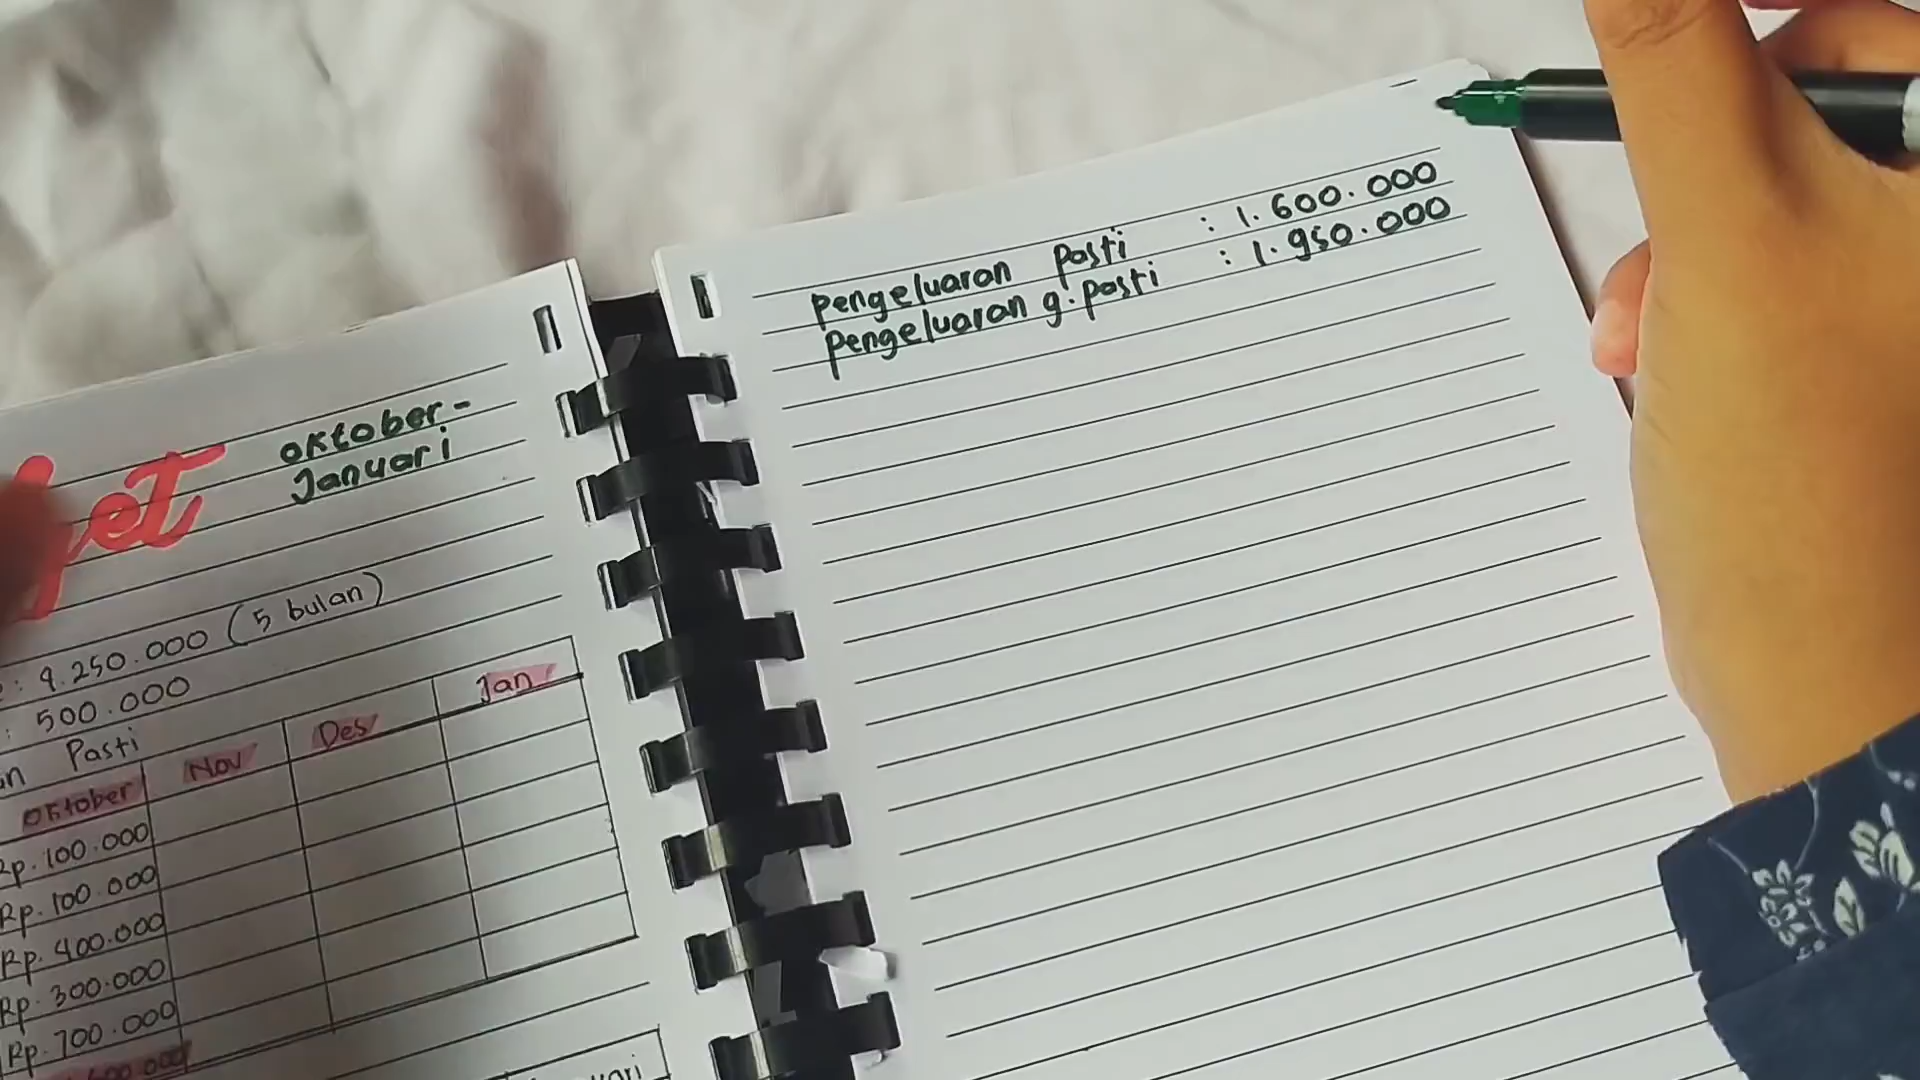 oktober -
Januari
: 9.250.000 (5 bulan)
: 500.000
Pasti
Oktober Nov Des Jan
Rp. 100.000
Rp. 100.000
Rp. 400.000
Rp. 300.000
Rp. 700.000
pengeluaran pasti : 1.600.000
pengeluaran g.pasti : 1.950.000